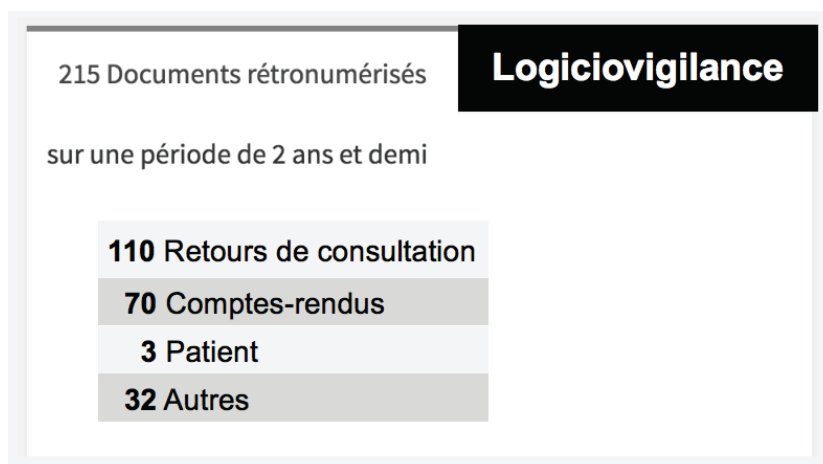 215 Documents rétronumérisés
Logiciovigilance
sur une période de 2 ans et demi
110 Retours de consultation
70 Comptes-rendus
3 Patient
32 Autres